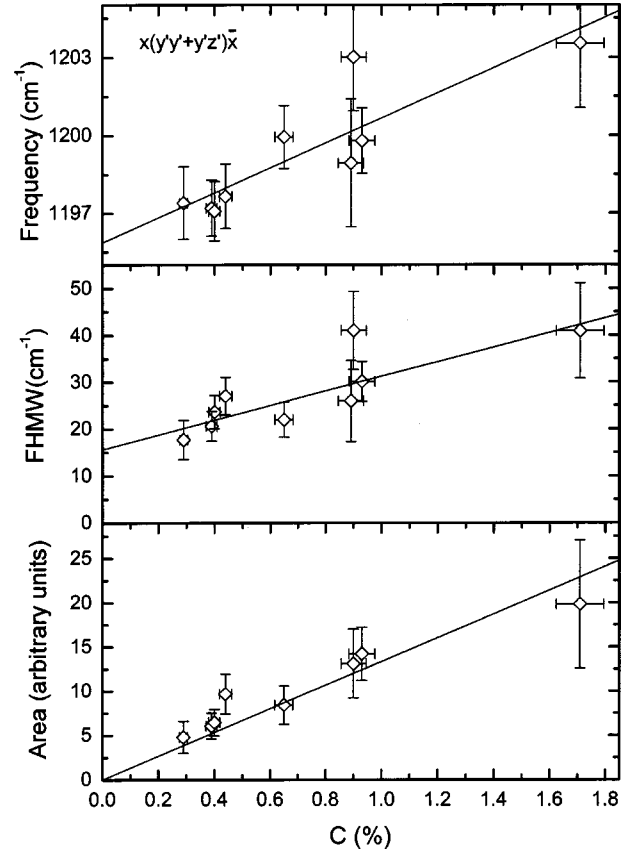 x(y'y'+y'z')x̄
Frequency (cm⁻¹)
1203
1200
1197
FHMW(cm⁻¹)
50
40
30
20
10
0
Area (arbitrary units)
25
20
15
10
5
0
0.0 0.2 0.4 0.6 0.8 1.0 1.2 1.4 1.6 1.8
C (%)